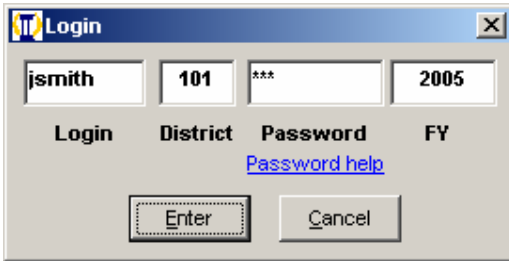 Login
jsmith 101 *** 2005
Login District Password FY
Password help
Enter Cancel